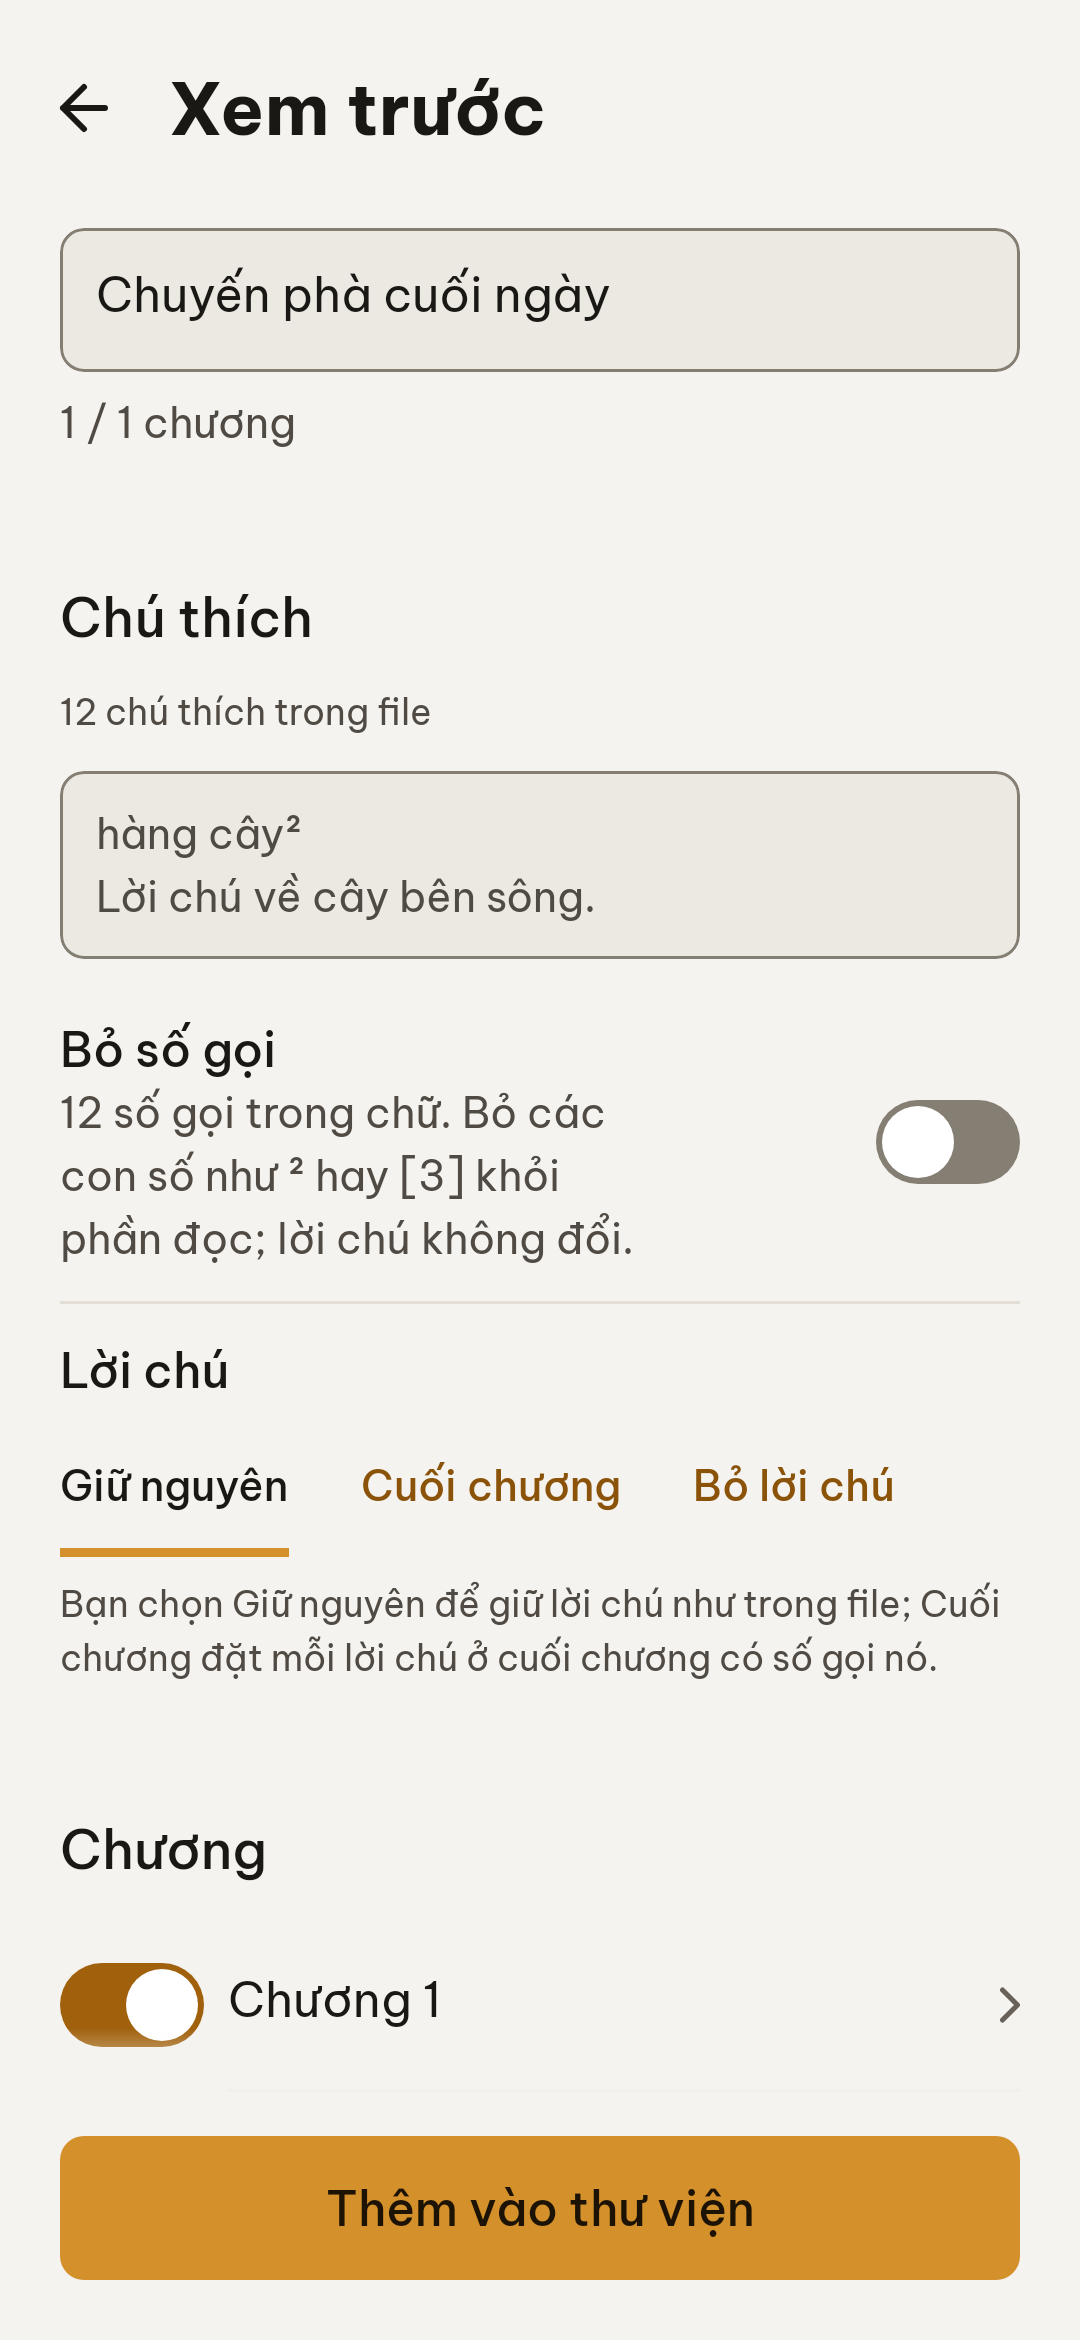 Xem trước
Chuyến phà cuối ngày
1 / 1 chương
Chú thích
12 chú thích trong file
hàng cây²
Lời chú về cây bên sông.
Bỏ số gọi
12 số gọi trong chữ. Bỏ các
con số như ² hay [3] khỏi
phần đọc; lời chú không đổi.
Lời chú
Giữ nguyên Cuối chương Bỏ lời chú
Bạn chọn Giữ nguyên để giữ lời chú như trong file; Cuối
chương đặt mỗi lời chú ở cuối chương có số gọi nó.
Chương
Chương 1
Thêm vào thư viện